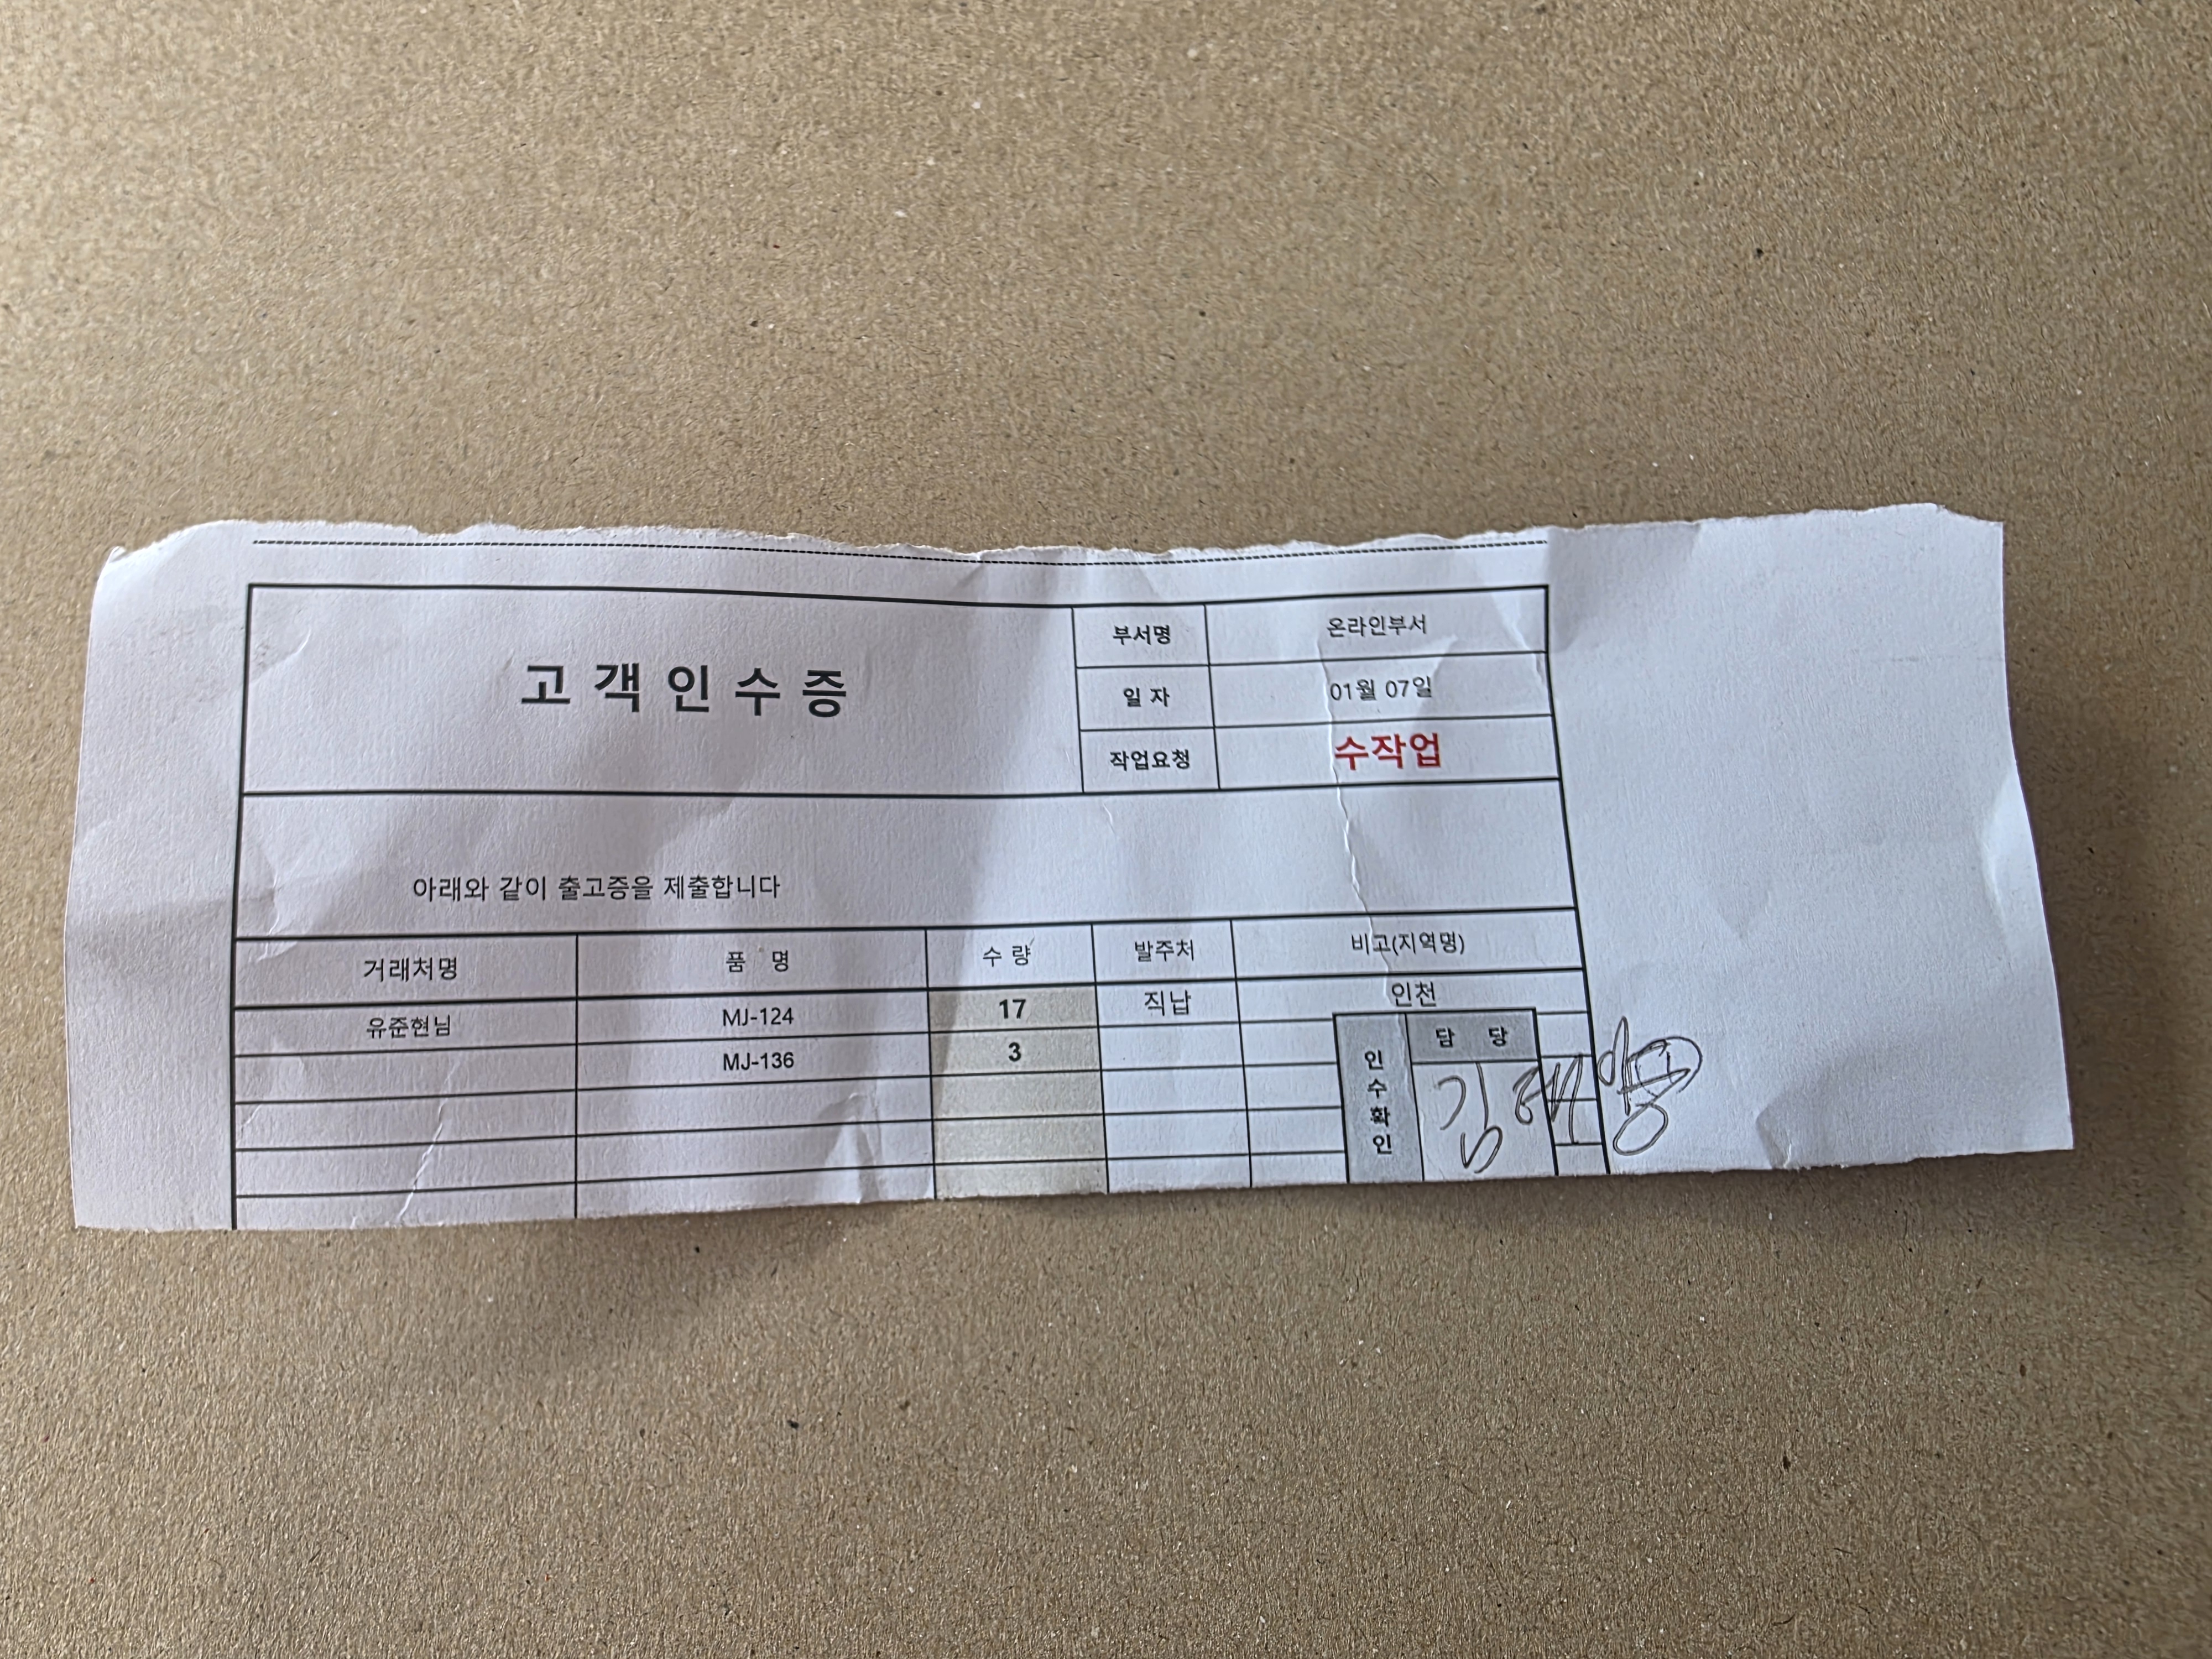 고객인수증
부서명 온라인부서
일 자 01월 07일
작업요청 수작업
아래와 같이 출고증을 제출합니다
거래처명 품 명 수 량 발주처 비고(지역명)
유준현님 MJ-124 17 직납 인천
MJ-136 3
인수확인 담 당
김태